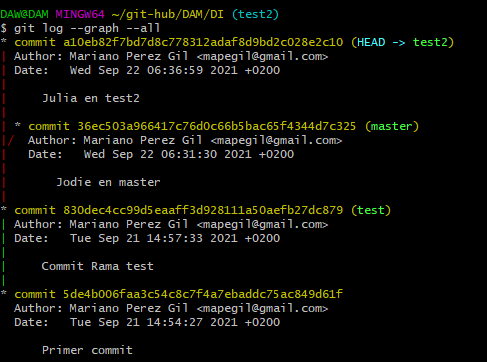 DAW@DAM MINGW64 ~/git-hub/DAM/DI (test2)
$ git log --graph --all
* commit a10eb82f7bd7d8c778312adaf8d9bd2c028e2c10 (HEAD -> test2)
| Author: Mariano Perez Gil <mapegil@gmail.com>
| Date:   Wed Sep 22 06:36:59 2021 +0200
|
|     Julia en test2
|
| * commit 36ec503a966417c76d0c66b5bac65f4344d7c325 (master)
|/  Author: Mariano Perez Gil <mapegil@gmail.com>
|   Date:   Wed Sep 22 06:31:30 2021 +0200
|
|       Jodie en master
|
* commit 830dec4cc99d5eaaff3d928111a50aefb27dc879 (test)
| Author: Mariano Perez Gil <mapegil@gmail.com>
| Date:   Tue Sep 21 14:57:33 2021 +0200
|
|     Commit Rama test
|
* commit 5de4b006faa3c54c8c7f4a7ebaddc75ac849d61f
  Author: Mariano Perez Gil <mapegil@gmail.com>
  Date:   Tue Sep 21 14:54:27 2021 +0200

      Primer commit